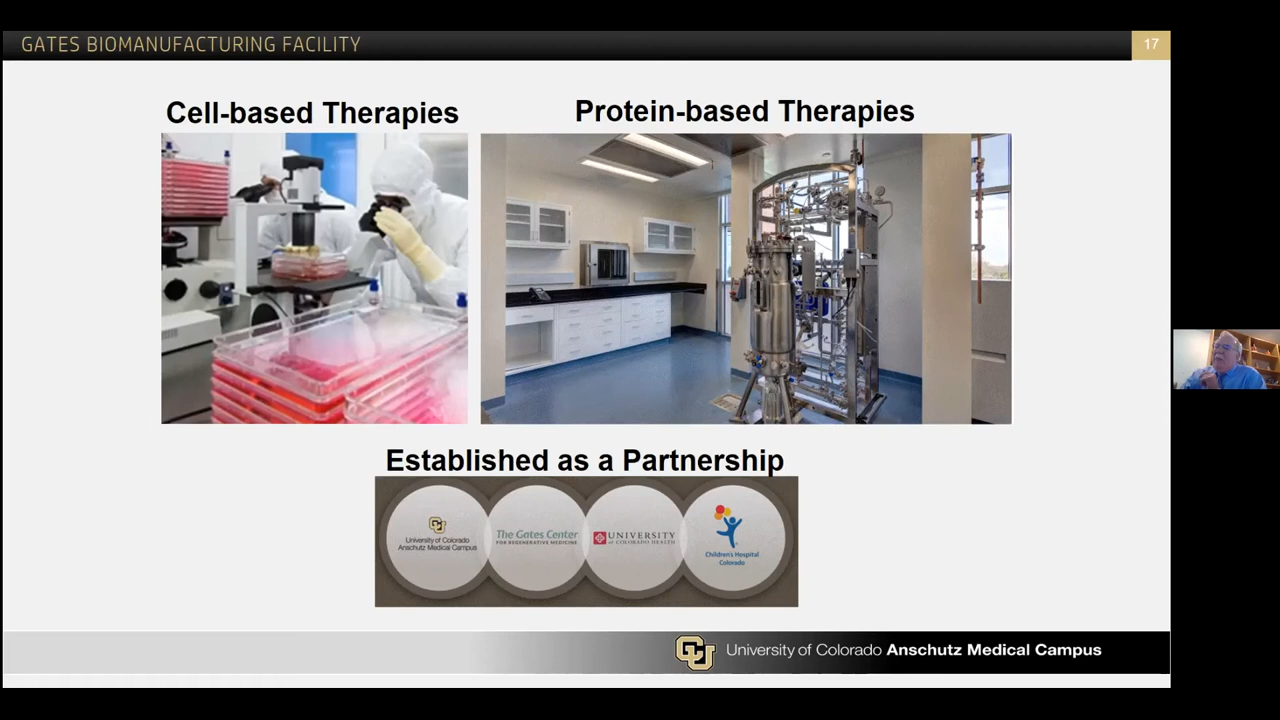 GATES BIOMANUFACTURING FACILITY
17
Cell-based Therapies
Protein-based Therapies
Established as a Partnership
University of Colorado
Anschutz Medical Campus
The Gates Center
FOR REGENERATIVE MEDICINE
UNIVERSITY
of COLORADO HEALTH
Children's Hospital
Colorado
University of Colorado Anschutz Medical Campus